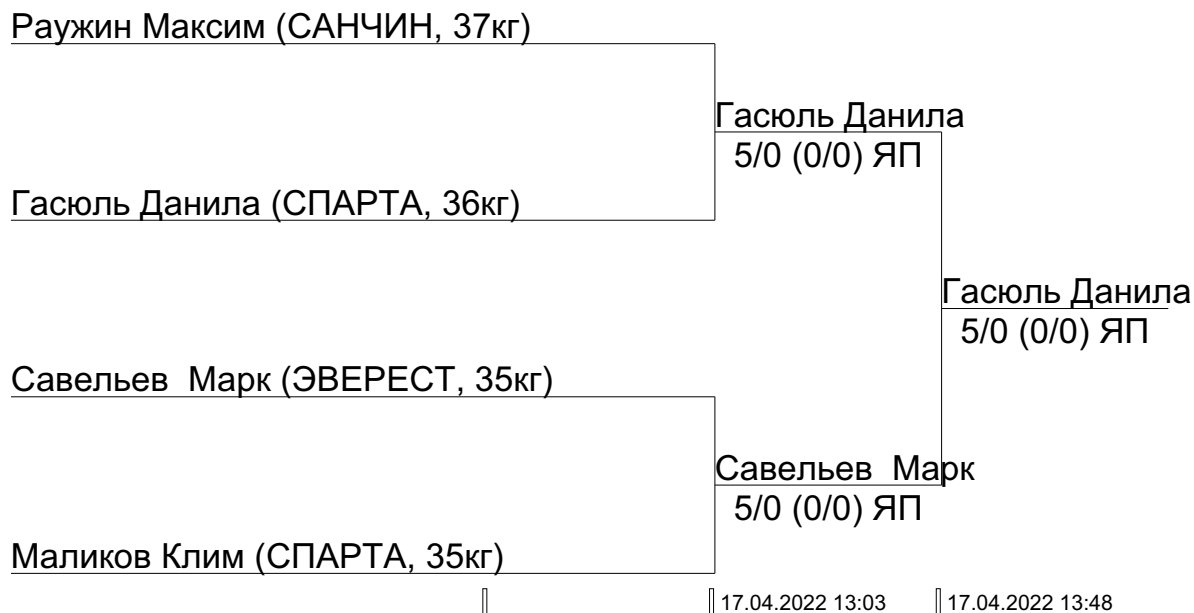 Раужин Максим (САНЧИН, 37кг)
Гасюль Данила
5/0 (0/0) ЯП
Гасюль Данила (СПАРТА, 36кг)
Гасюль Данила
5/0 (0/0) ЯП
Савельев  Марк (ЭВЕРЕСТ, 35кг)
Савельев  Марк
5/0 (0/0) ЯП
Маликов Клим (СПАРТА, 35кг)
17.04.2022 13:03 17.04.2022 13:48